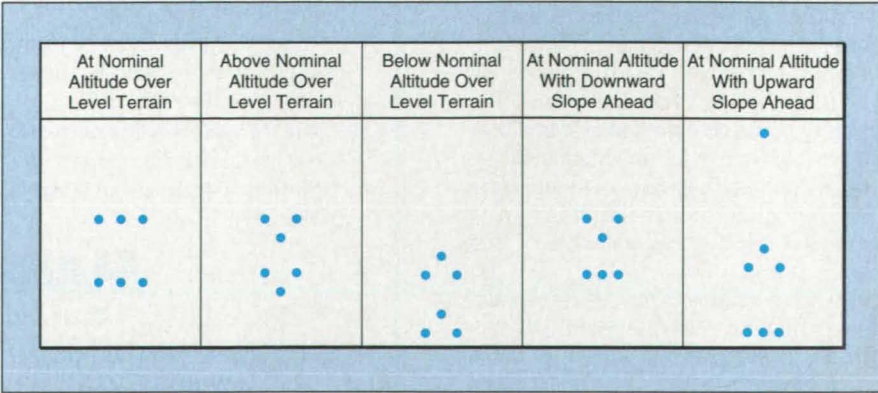 At Nominal
Altitude Over
Level Terrain
Above Nominal
Altitude Over
Level Terrain
Below Nominal
Altitude Over
Level Terrain
At Nominal Altitude
With Downward
Slope Ahead
At Nominal Altitude
With Upward
Slope Ahead